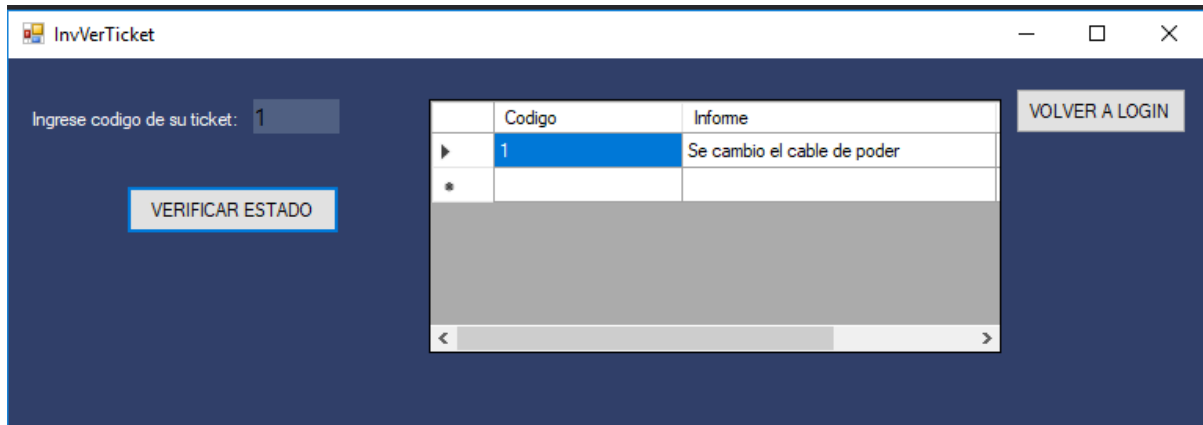 InvVerTicket
Ingrese codigo de su ticket: 1
VERIFICAR ESTADO
Codigo Informe
1 Se cambio el cable de poder
VOLVER A LOGIN